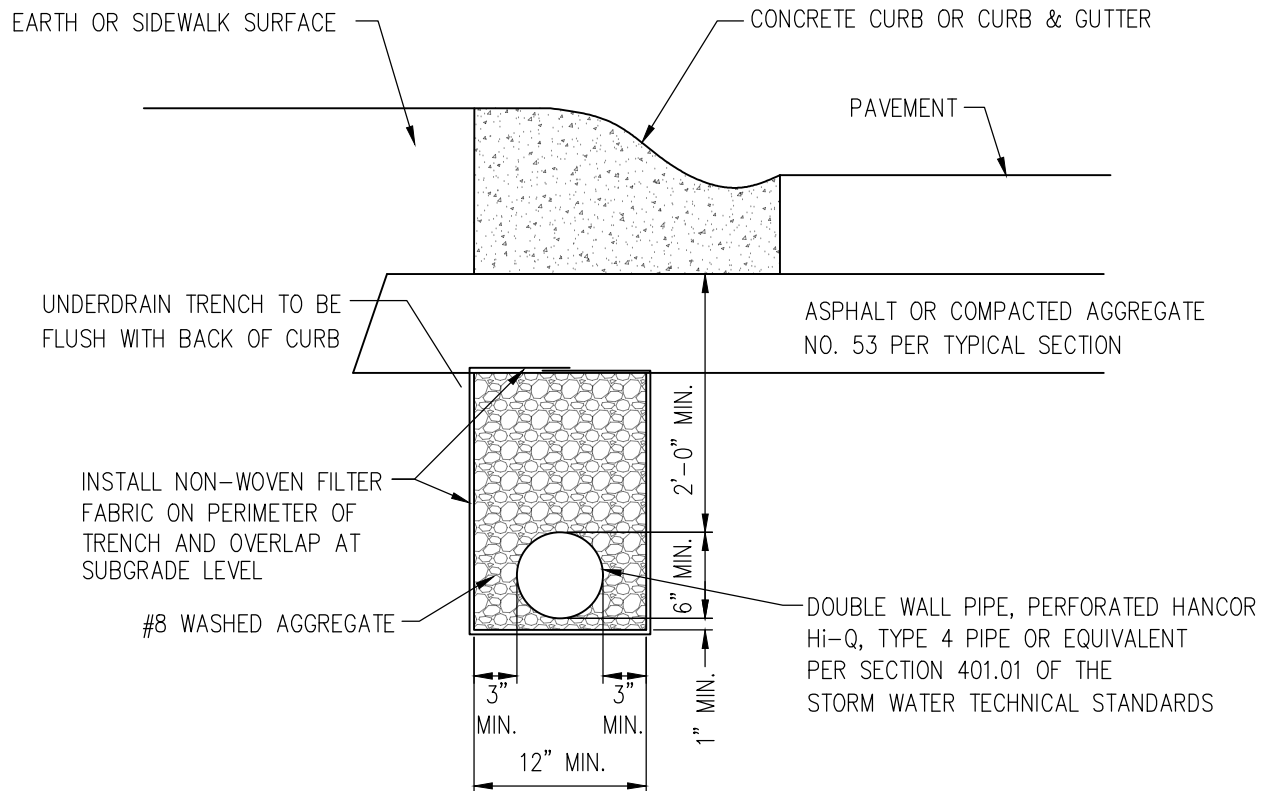 EARTH OR SIDEWALK SURFACE
CONCRETE CURB OR CURB & GUTTER
PAVEMENT
UNDERDRAIN TRENCH TO BE
FLUSH WITH BACK OF CURB
ASPHALT OR COMPACTED AGGREGATE
NO. 53 PER TYPICAL SECTION
2'-0" MIN.
INSTALL NON-WOVEN FILTER
FABRIC ON PERIMETER OF
TRENCH AND OVERLAP AT
SUBGRADE LEVEL
6" MIN.
#8 WASHED AGGREGATE
DOUBLE WALL PIPE, PERFORATED HANCOR
Hi-Q, TYPE 4 PIPE OR EQUIVALENT
PER SECTION 401.01 OF THE
STORM WATER TECHNICAL STANDARDS
3"
MIN.
3"
MIN.
1" MIN.
12" MIN.